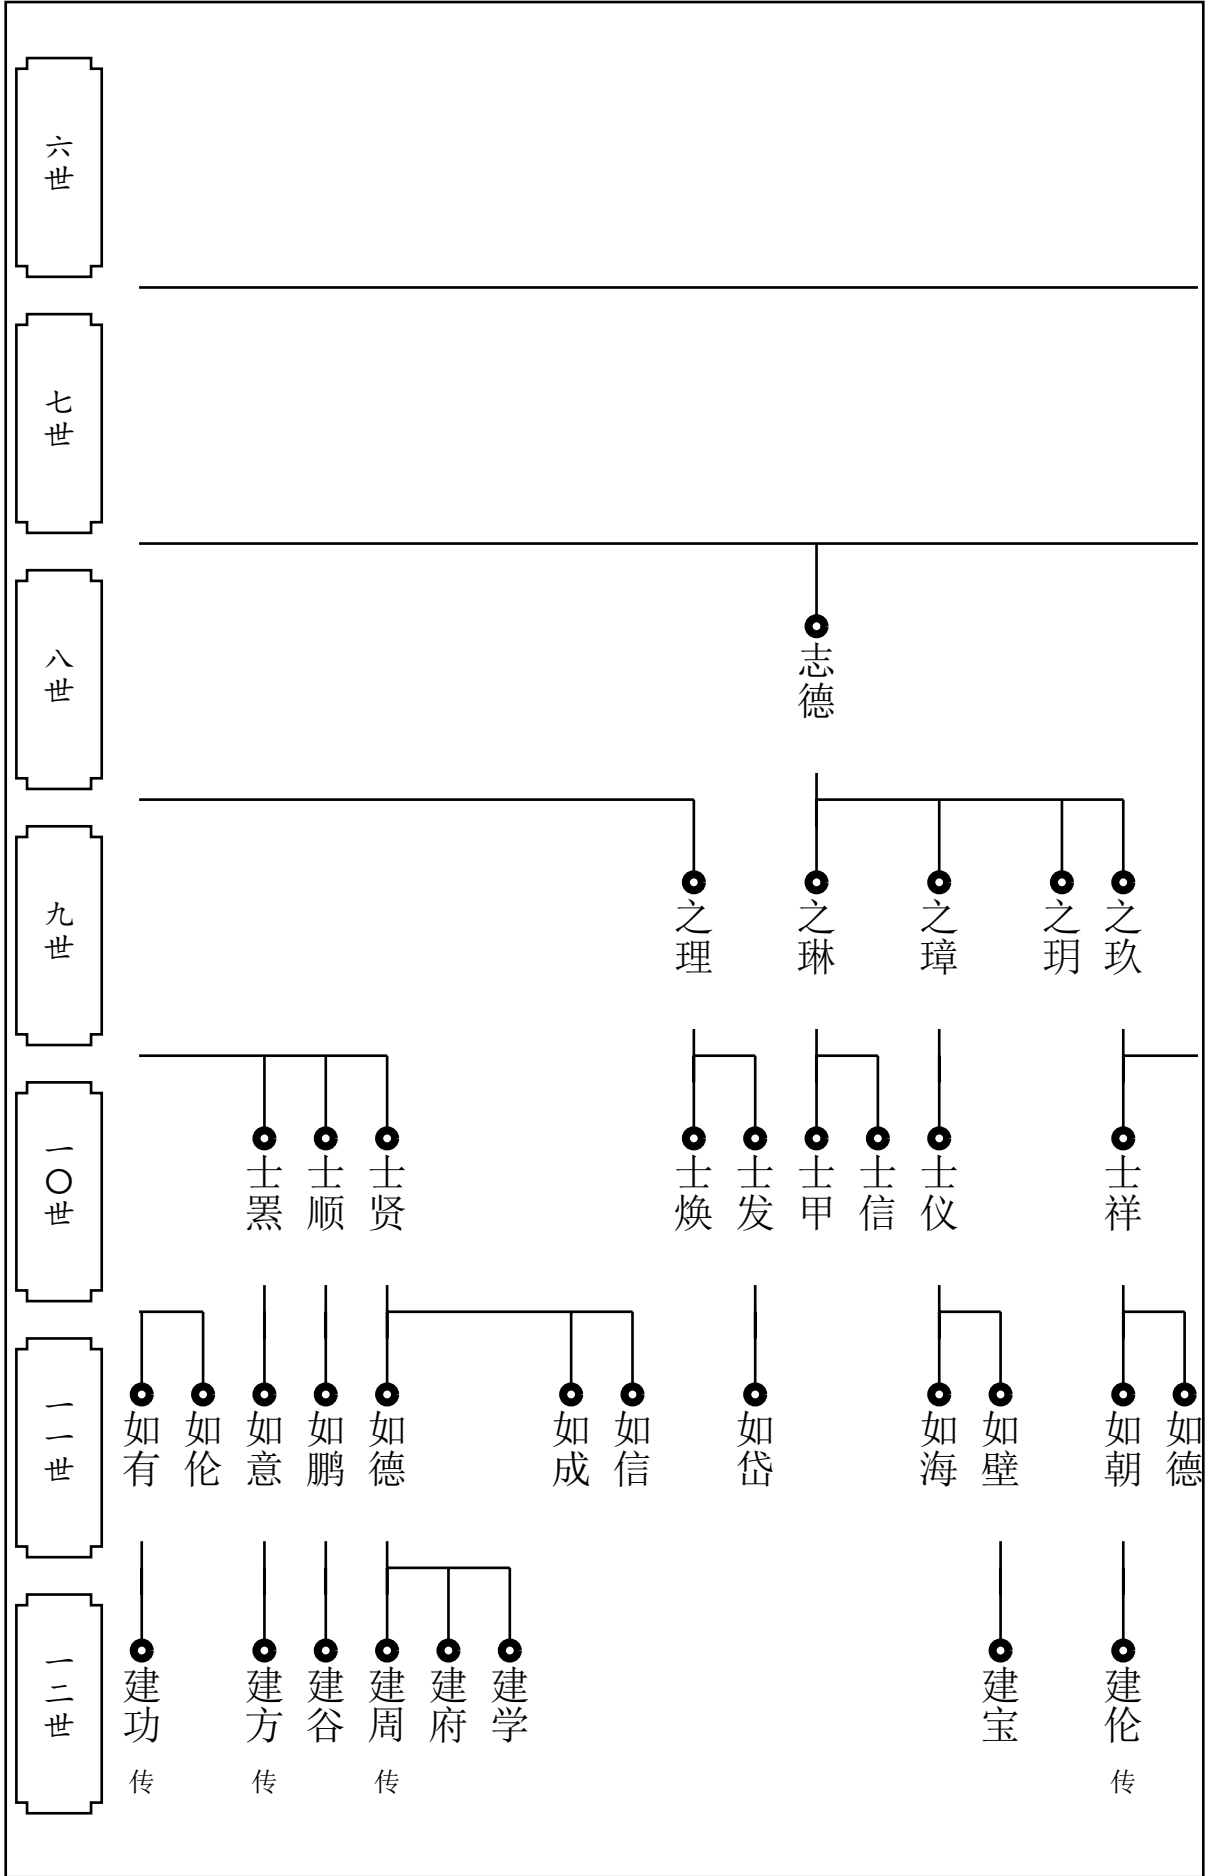 六世
七世
八世
志德
九世
之理
之琳
之璋
之玥
之玖
一〇世
士罴
士顺
士贤
士焕
士发
士甲
士信
士仪
士祥
一一世
如有
如伦
如意
如鹏
如德
如成
如信
如岱
如海
如壁
如朝
如德
一二世
建功
传
建方
传
建谷
建周
传
建府
建学
建宝
建伦
传